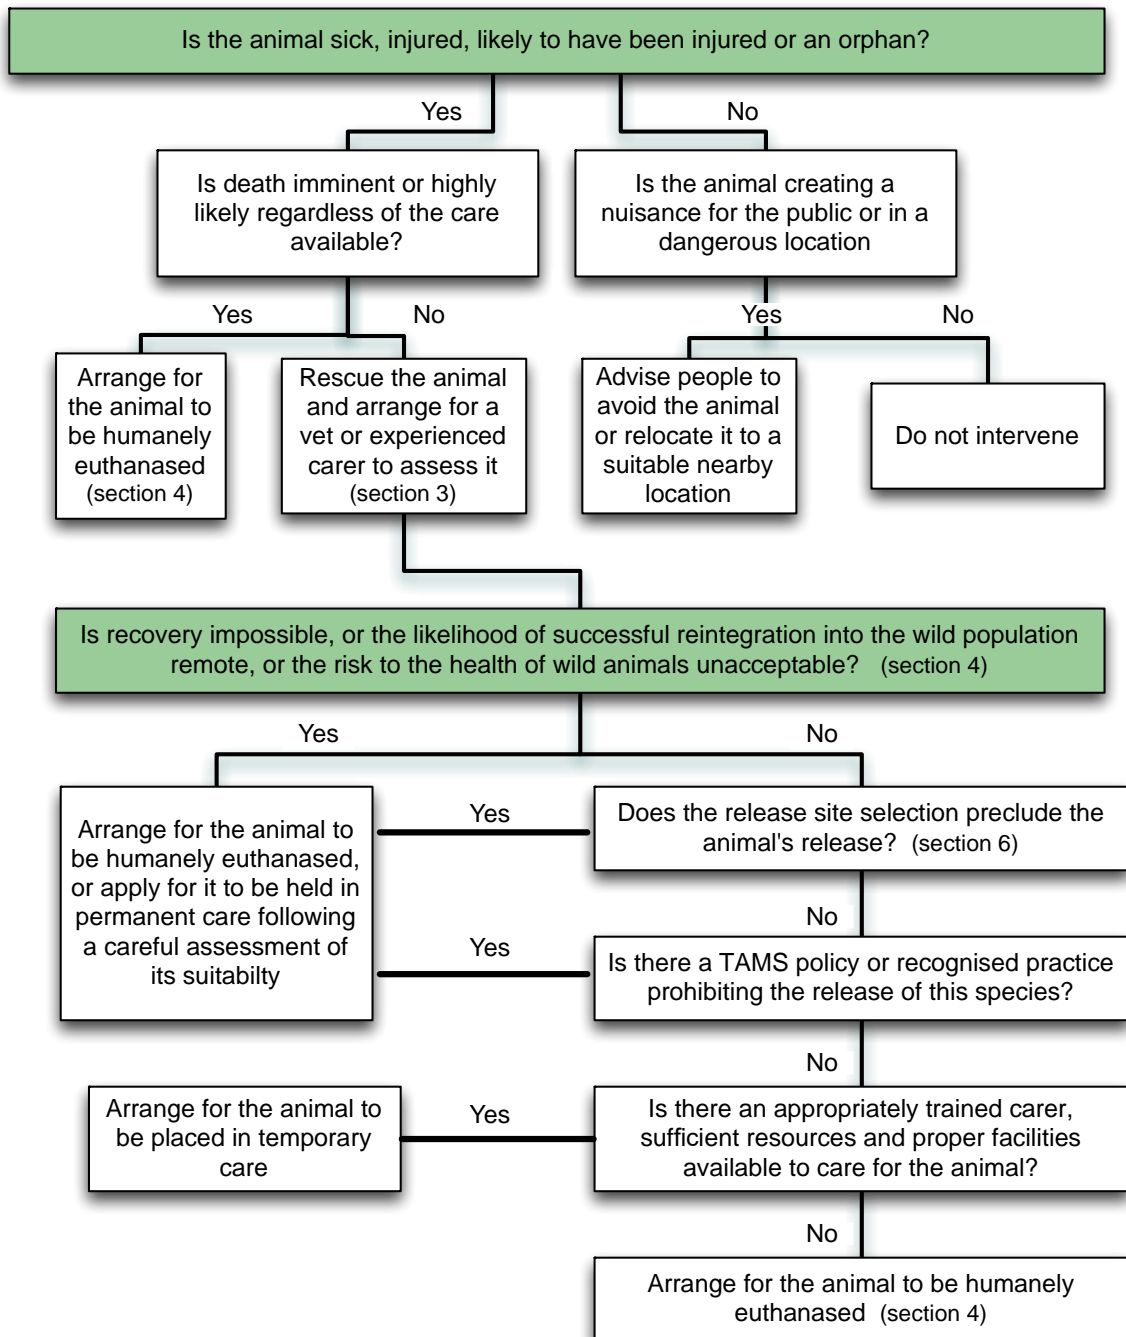 Is the animal sick, injured, likely to have been injured or an orphan?
Yes
No
Is death imminent or highly
likely regardless of the care
available?
Is the animal creating a
nuisance for the public or in a
dangerous location
Yes
No
Yes
No
Arrange for
the animal to
be humanely
euthanased
(section 4)
Rescue the animal
and arrange for a
vet or experienced
carer to assess it
(section 3)
Advise people to
avoid the animal
or relocate it to a
suitable nearby
location
Do not intervene
Is recovery impossible, or the likelihood of successful reintegration into the wild population
remote, or the risk to the health of wild animals unacceptable? (section 4)
Yes
No
Arrange for the animal to
be humanely euthanased,
or apply for it to be held in
permanent care following
a careful assessment of
its suitabilty
Yes
Does the release site selection preclude the
animal's release? (section 6)
No
Yes
Is there a TAMS policy or recognised practice
prohibiting the release of this species?
No
Arrange for the animal to
be placed in temporary
care
Yes
Is there an appropriately trained carer,
sufficient resources and proper facilities
available to care for the animal?
No
Arrange for the animal to be humanely
euthanased (section 4)